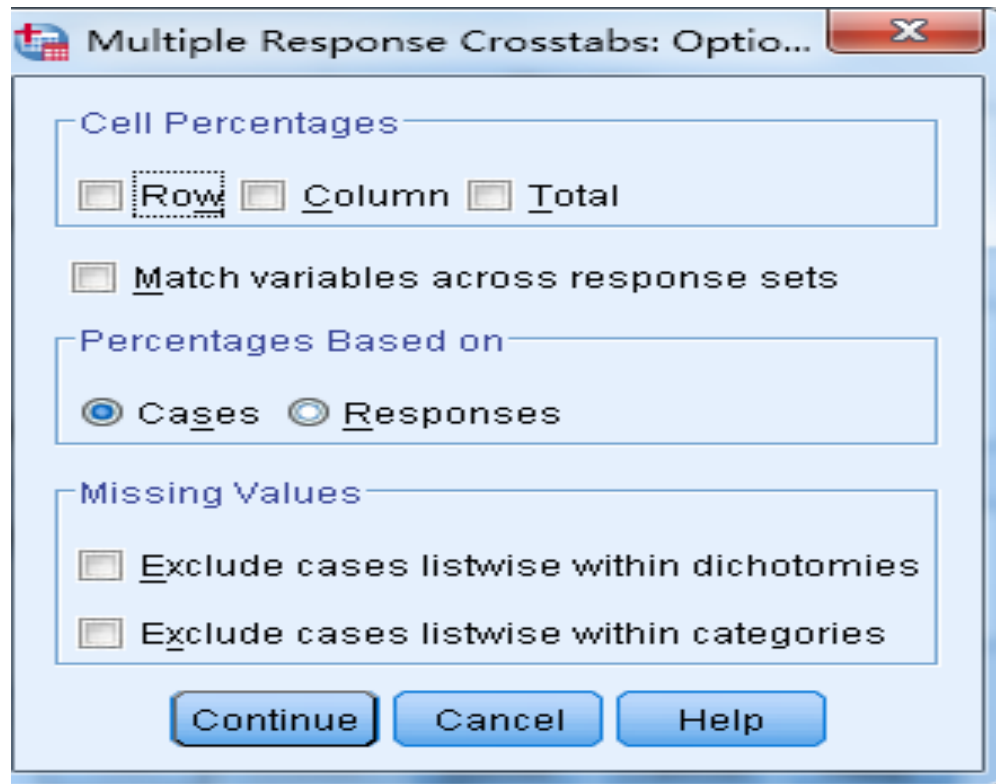 Multiple Response Crosstabs: Optio...
Cell Percentages
Row Column Total
Match variables across response sets
Percentages Based on
Cases Responses
Missing Values
Exclude cases listwise within dichotomies
Exclude cases listwise within categories
Continue Cancel Help